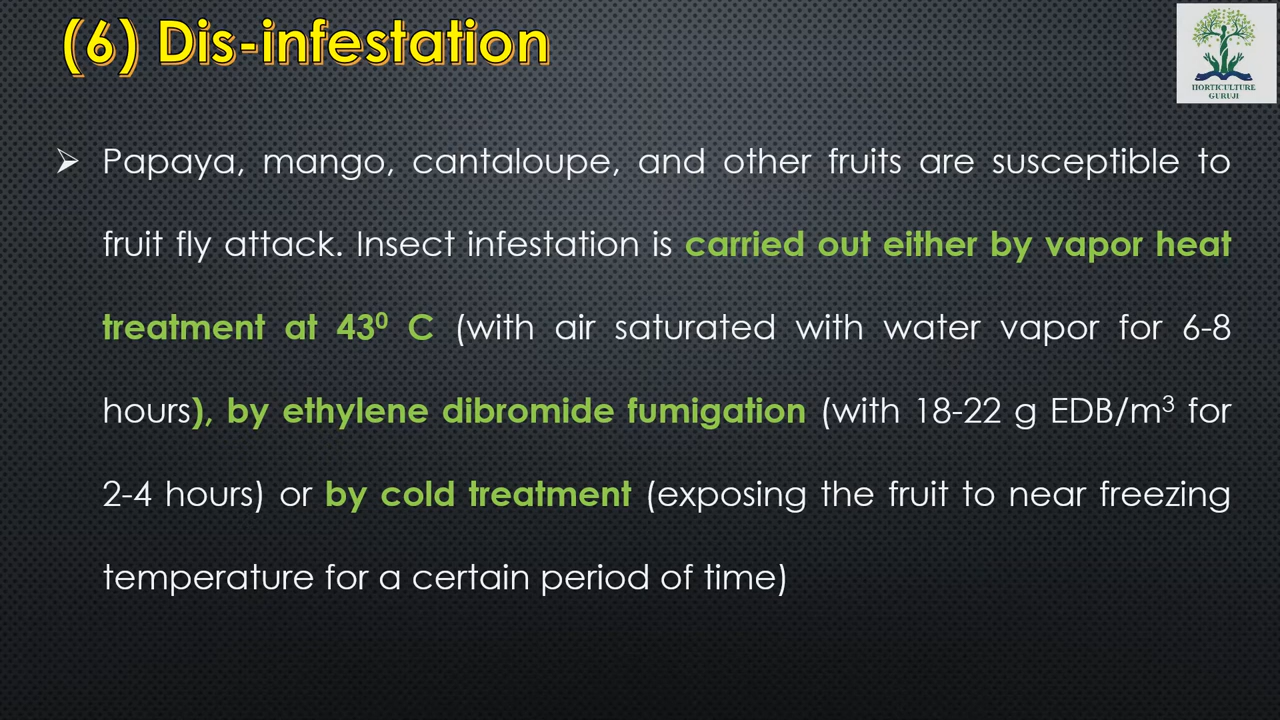 (6) Dis-infestation
HORTICULTURE
GURUJI
➢ Papaya, mango, cantaloupe, and other fruits are susceptible to
fruit fly attack. Insect infestation is carried out either by vapor heat
treatment at 43⁰ C (with air saturated with water vapor for 6-8
hours), by ethylene dibromide fumigation (with 18-22 g EDB/m³ for
2-4 hours) or by cold treatment (exposing the fruit to near freezing
temperature for a certain period of time)